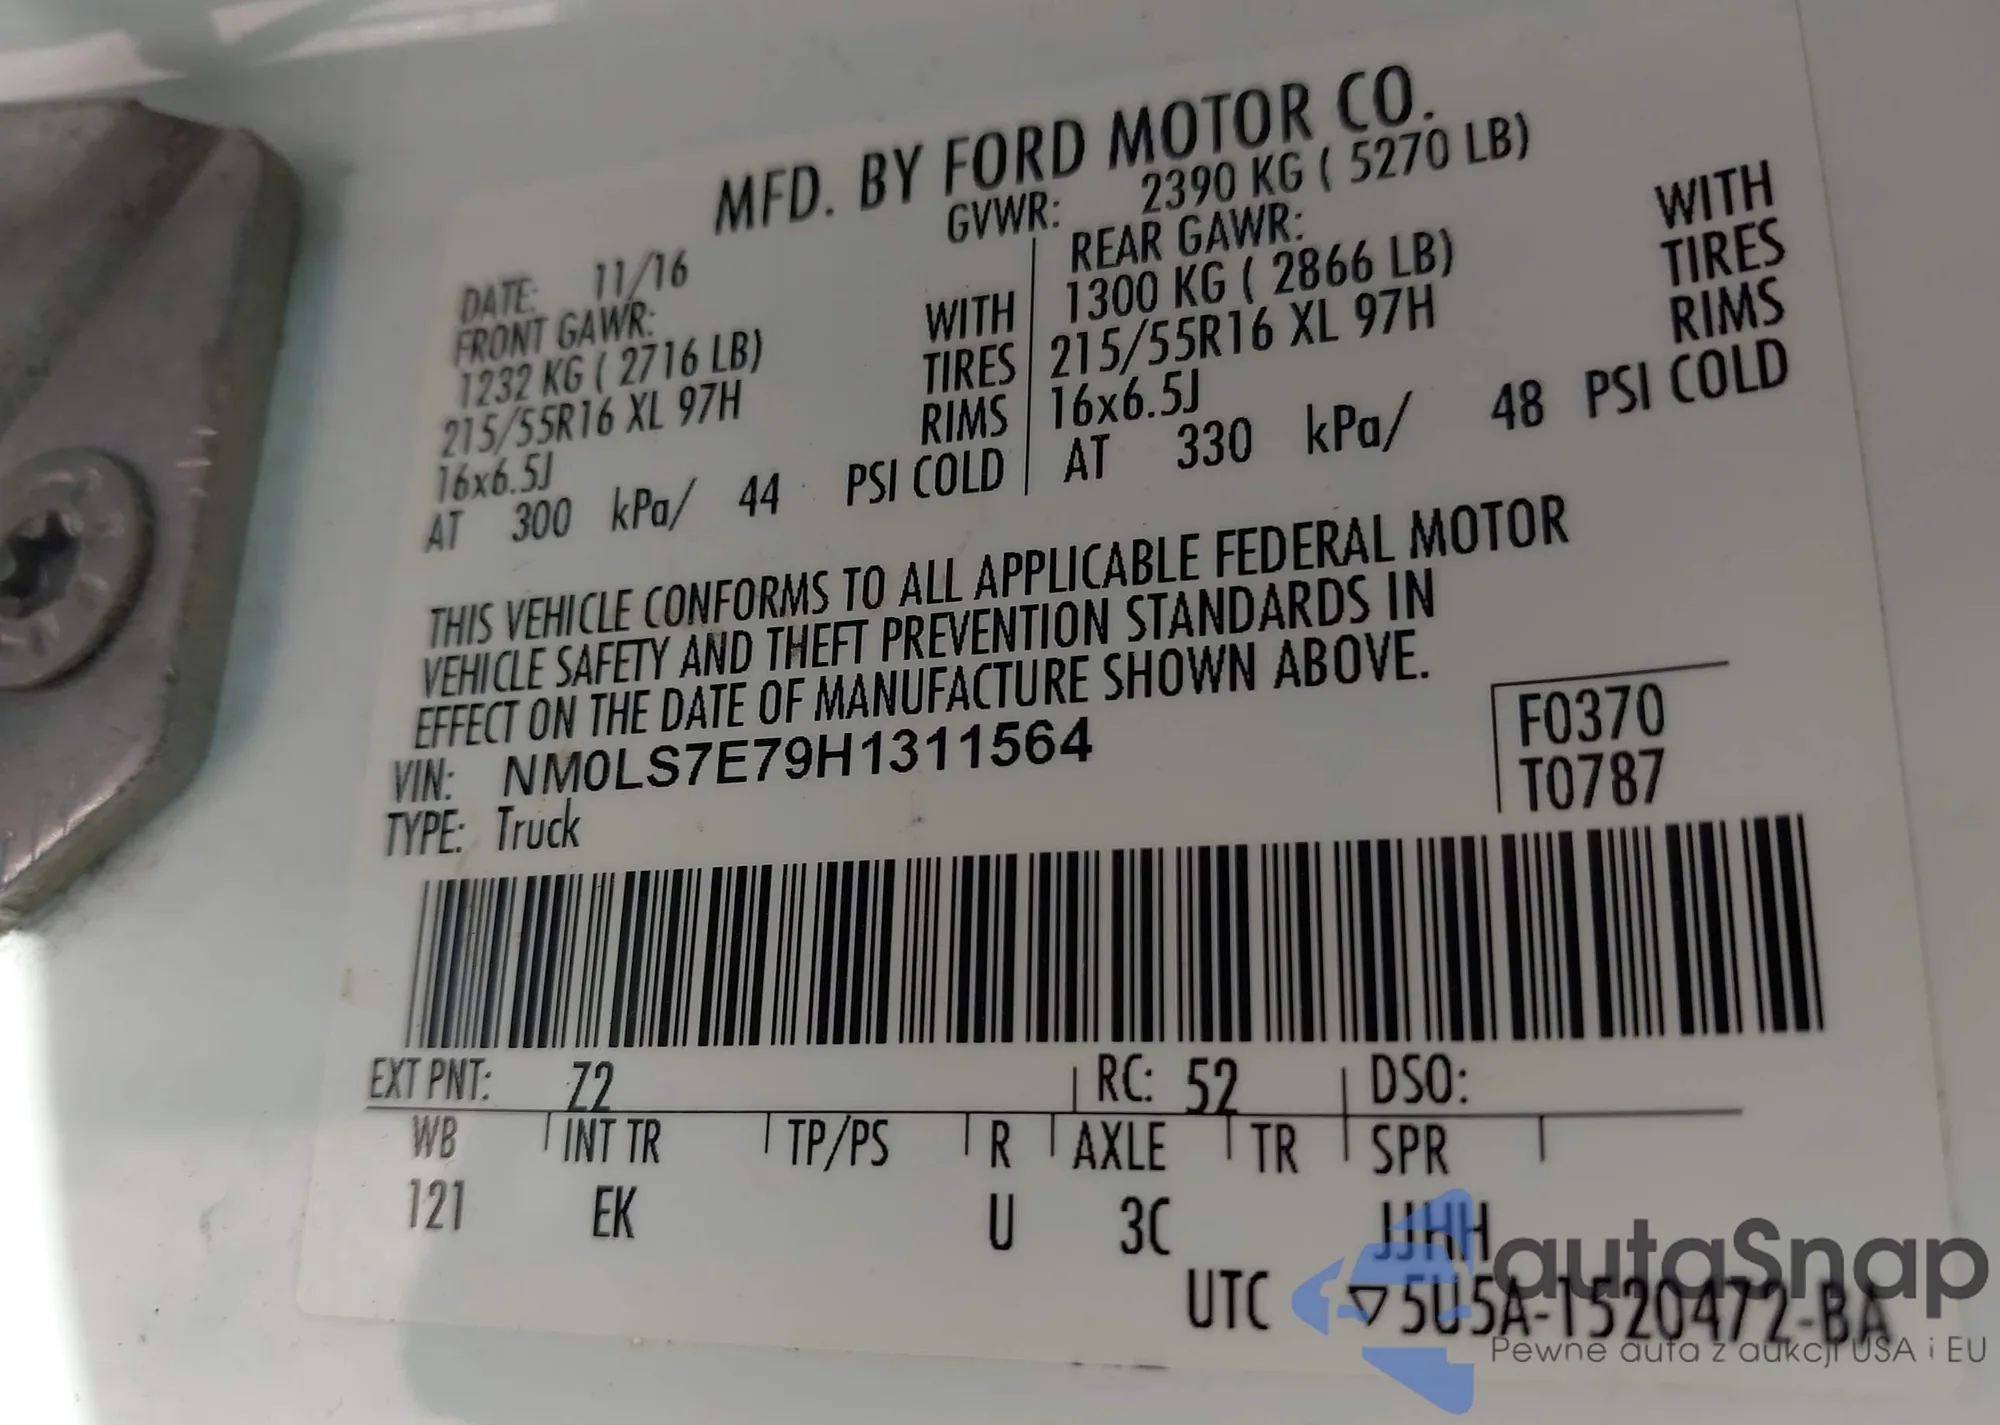 MFD. BY FORD MOTOR CO.
DATE: 11/16 GVWR: 2390 KG ( 5270 LB)
FRONT GAWR: WITH
1232 KG ( 2716 LB) TIRES
215/55R16 XL 97H RIMS
16x6.5J
AT 300 kPa/ 44 PSI COLD
REAR GAWR: WITH
1300 KG ( 2866 LB) TIRES
215/55R16 XL 97H RIMS
16x6.5J
AT 330 kPa/ 48 PSI COLD
THIS VEHICLE CONFORMS TO ALL APPLICABLE FEDERAL MOTOR
VEHICLE SAFETY AND THEFT PREVENTION STANDARDS IN
EFFECT ON THE DATE OF MANUFACTURE SHOWN ABOVE.
VIN: NM0LS7E79H1311564
TYPE: Truck
F0370
T0787
EXT PNT: Z2 RC: 52 DSO:
WB INT TR TP/PS R AXLE TR SPR
121 EK U 3C JJHH
UTC ▽5U5A-1520472-BA
autaSnap
Pewne auta z aukcji USA i EU